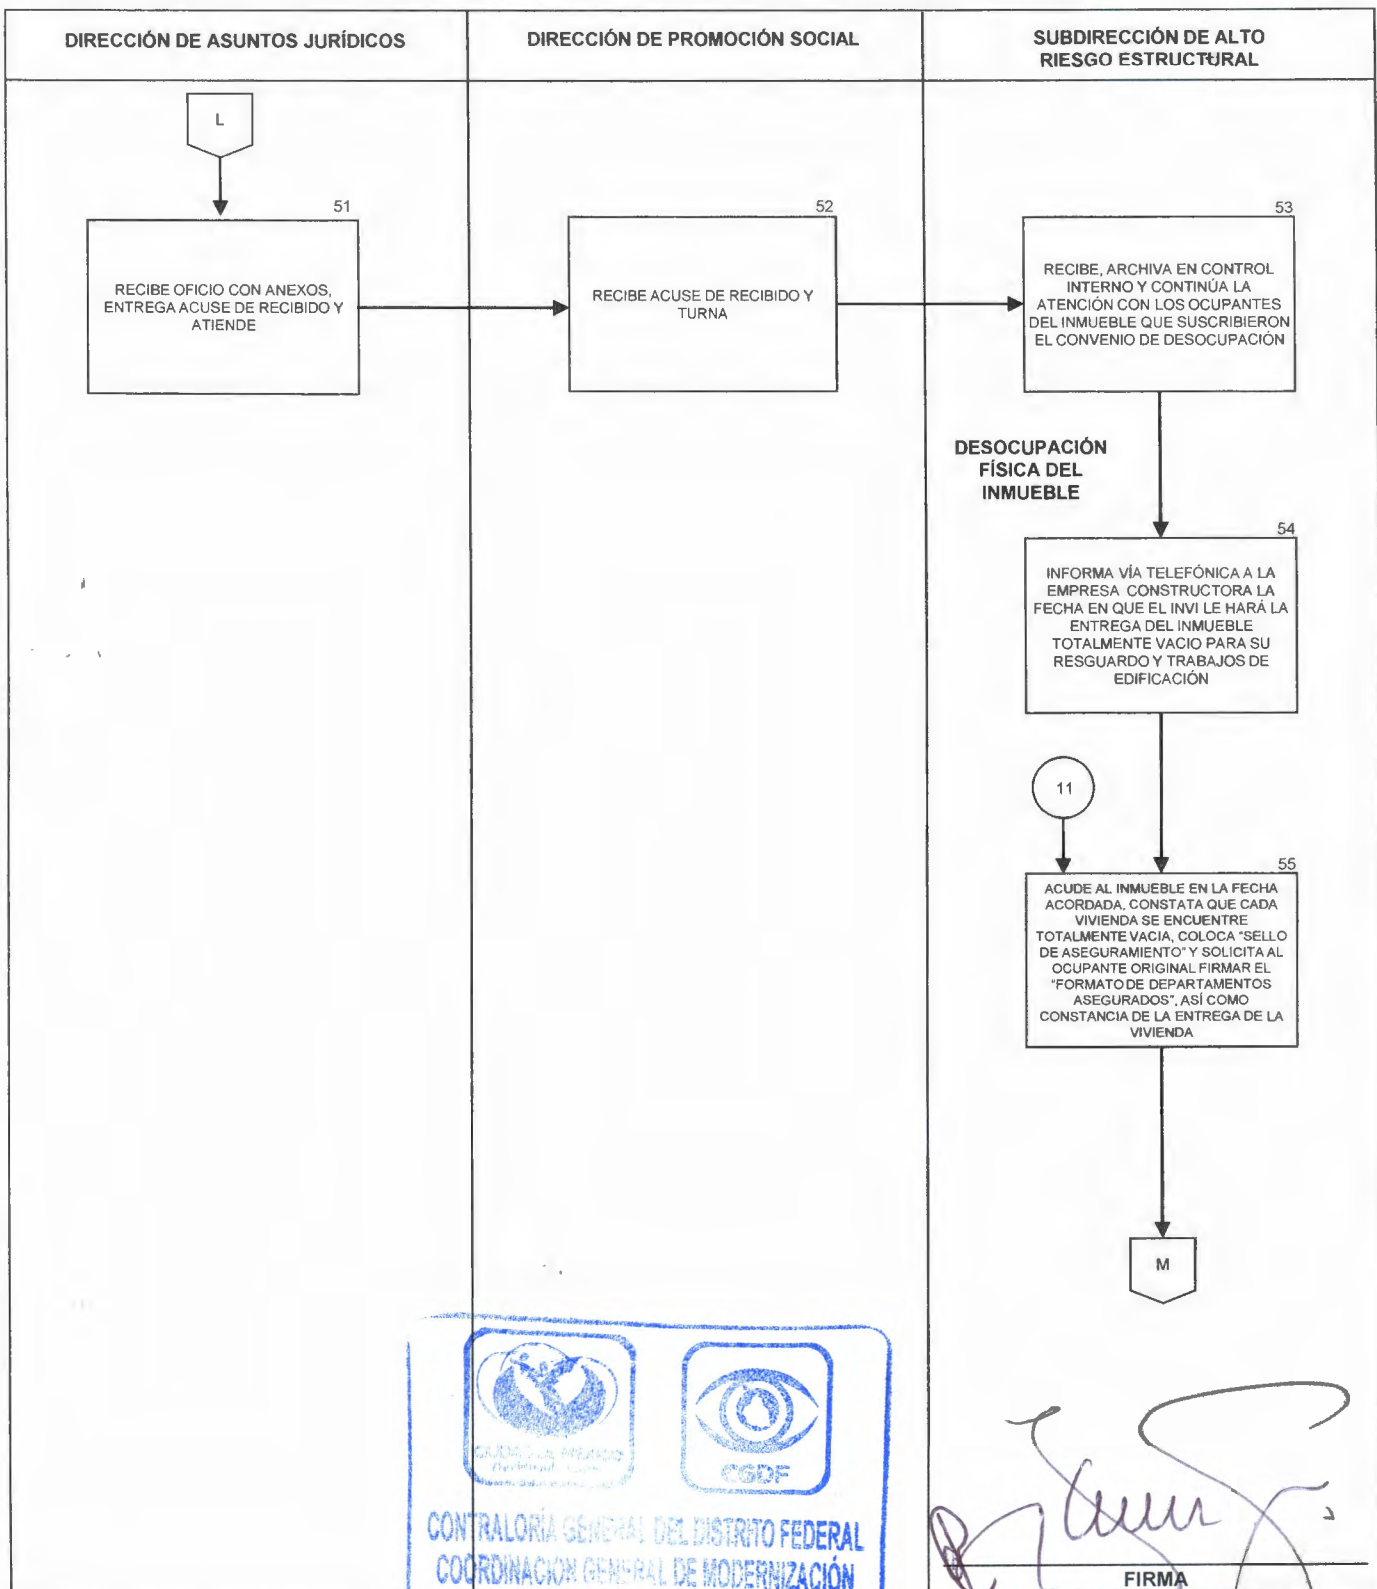 DIRECCIÓN DE ASUNTOS JURÍDICOS
DIRECCIÓN DE PROMOCIÓN SOCIAL
SUBDIRECCIÓN DE ALTO
RIESGO ESTRUCTURAL
L
51
RECIBE OFICIO CON ANEXOS,
ENTREGA ACUSE DE RECIBIDO Y
ATIENDE
52
RECIBE ACUSE DE RECIBIDO Y
TURNA
53
RECIBE, ARCHIVA EN CONTROL
INTERNO Y CONTINÚA LA
ATENCIÓN CON LOS OCUPANTES
DEL INMUEBLE QUE SUSCRIBIERON
EL CONVENIO DE DESOCUPACIÓN
DESOCUPACIÓN
FÍSICA DEL
INMUEBLE
54
INFORMA VÍA TELEFÓNICA A LA
EMPRESA CONSTRUCTORA LA
FECHA EN QUE EL INVI LE HARÁ LA
ENTREGA DEL INMUEBLE
TOTALMENTE VACIO PARA SU
RESGUARDO Y TRABAJOS DE
EDIFICACIÓN
11
55
ACUDE AL INMUEBLE EN LA FECHA
ACORDADA, CONSTATA QUE CADA
VIVIENDA SE ENCUENTRE
TOTALMENTE VACIA, COLOCA "SELLO
DE ASEGURAMIENTO" Y SOLICITA AL
OCUPANTE ORIGINAL FIRMAR EL
"FORMATO DE DEPARTAMENTOS
ASEGURADOS", ASÍ COMO
CONSTANCIA DE LA ENTREGA DE LA
VIVIENDA
M
CIUDAD DE MÉXICO
CGDF
CONTRALORÍA GENERAL DEL DISTRITO FEDERAL
COORDINACIÓN GENERAL DE MODERNIZACIÓN
FIRMA